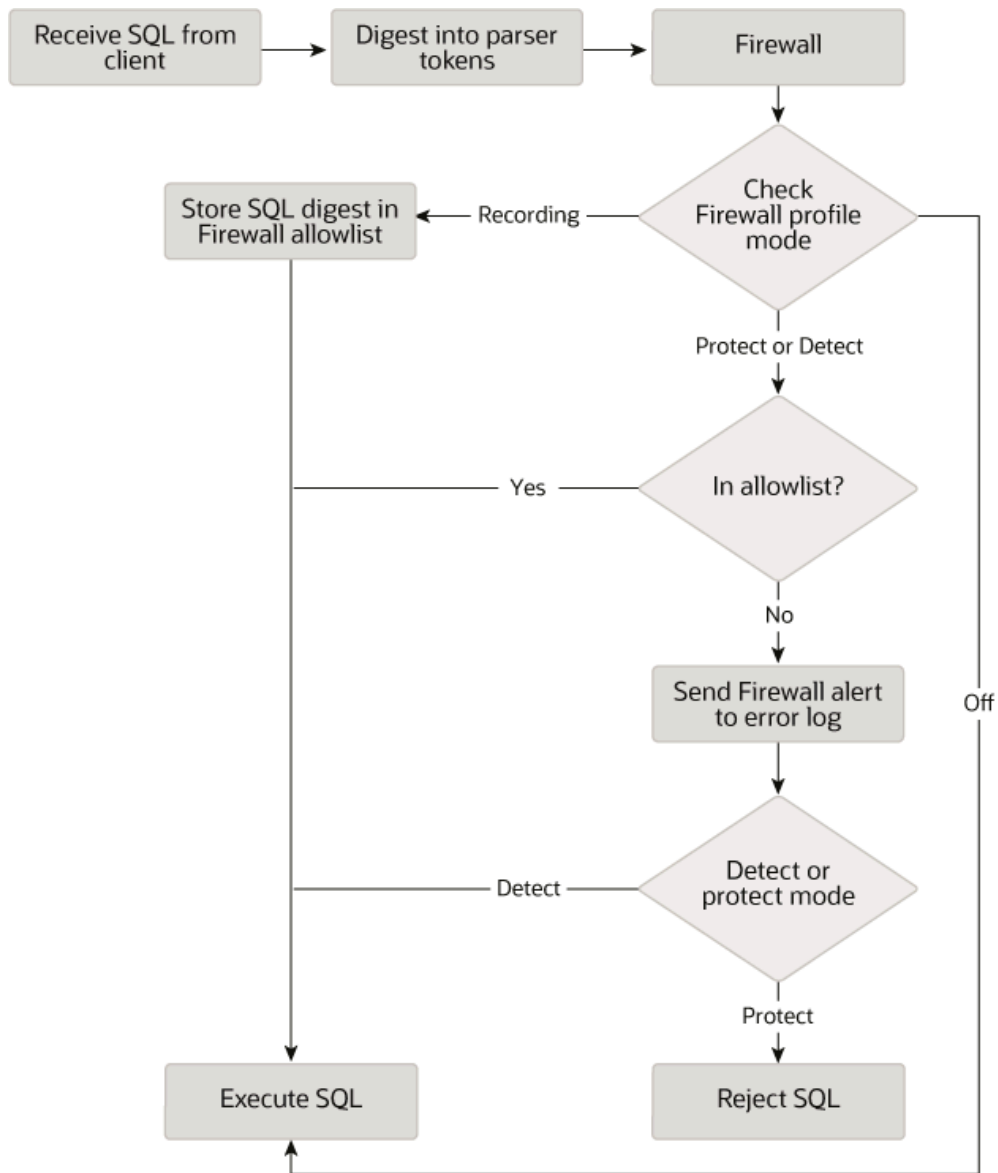 Receive SQL from
client
Digest into parser
tokens
Firewall
Check
Firewall profile
mode
Recording
Store SQL digest in
Firewall allowlist
Protect or Detect
In allowlist?
Yes
No
Send Firewall alert
to error log
Off
Detect or
protect mode
Detect
Protect
Execute SQL
Reject SQL